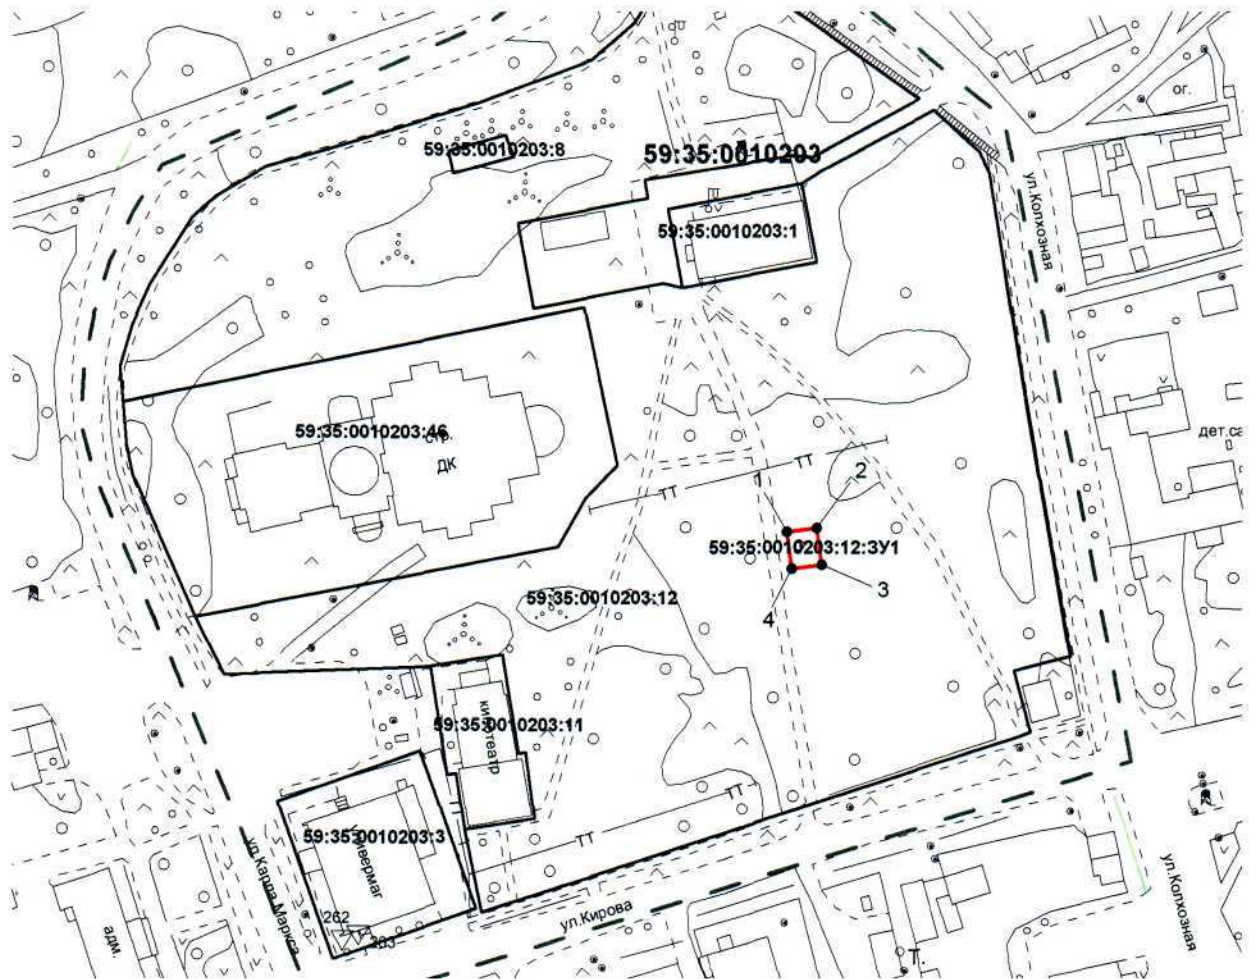 ог.
59:35:0010203:8
59:35:0010203
ул.Колхозная
59:35:0010203:1
59:35:0010203:46
стр.
ДК
дет.са
ТТ
1
2
ТТ
59:35:0010203:12:ЗУ1
3
59:35:0010203:12
4
59:35:0010203:11
кинотеатр
ТТ
59:35:0010203:3
Универмаг
ТТ
ул.Карла Маркса
ул.Колхозная
262
263
ул.Кирова
адм.
Т.